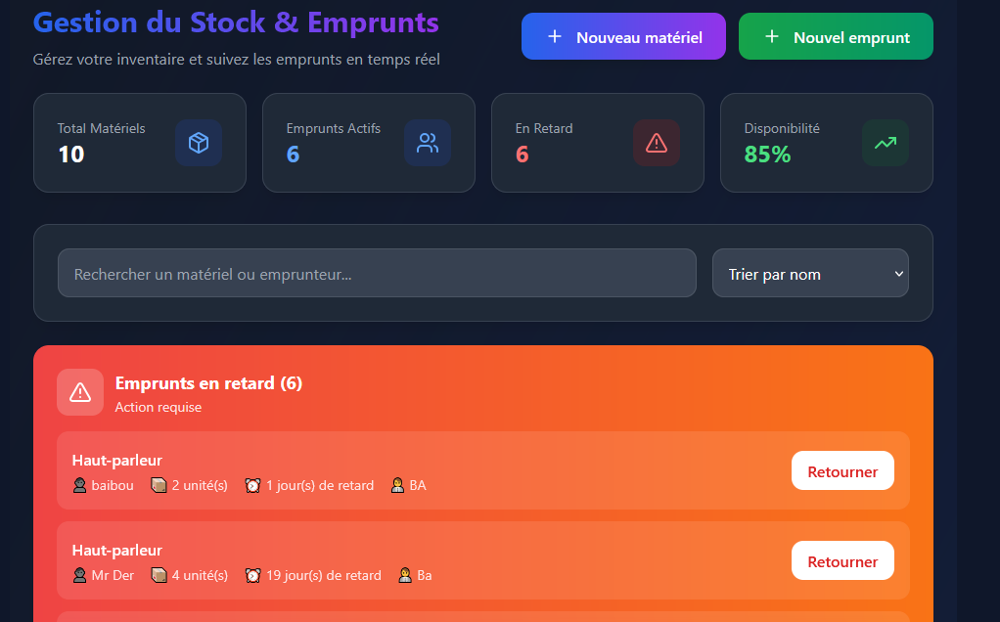 Gestion du Stock & Emprunts
Gérez votre inventaire et suivez les emprunts en temps réel
+ Nouveau matériel
+ Nouvel emprunt
Total Matériels
10
Emprunts Actifs
6
En Retard
6
Disponibilité
85%
Rechercher un matériel ou emprunteur...
Trier par nom
Emprunts en retard (6)
Action requise
Haut-parleur
baibou 2 unité(s) 1 jour(s) de retard BA
Retourner
Haut-parleur
Mr Der 4 unité(s) 19 jour(s) de retard Ba
Retourner